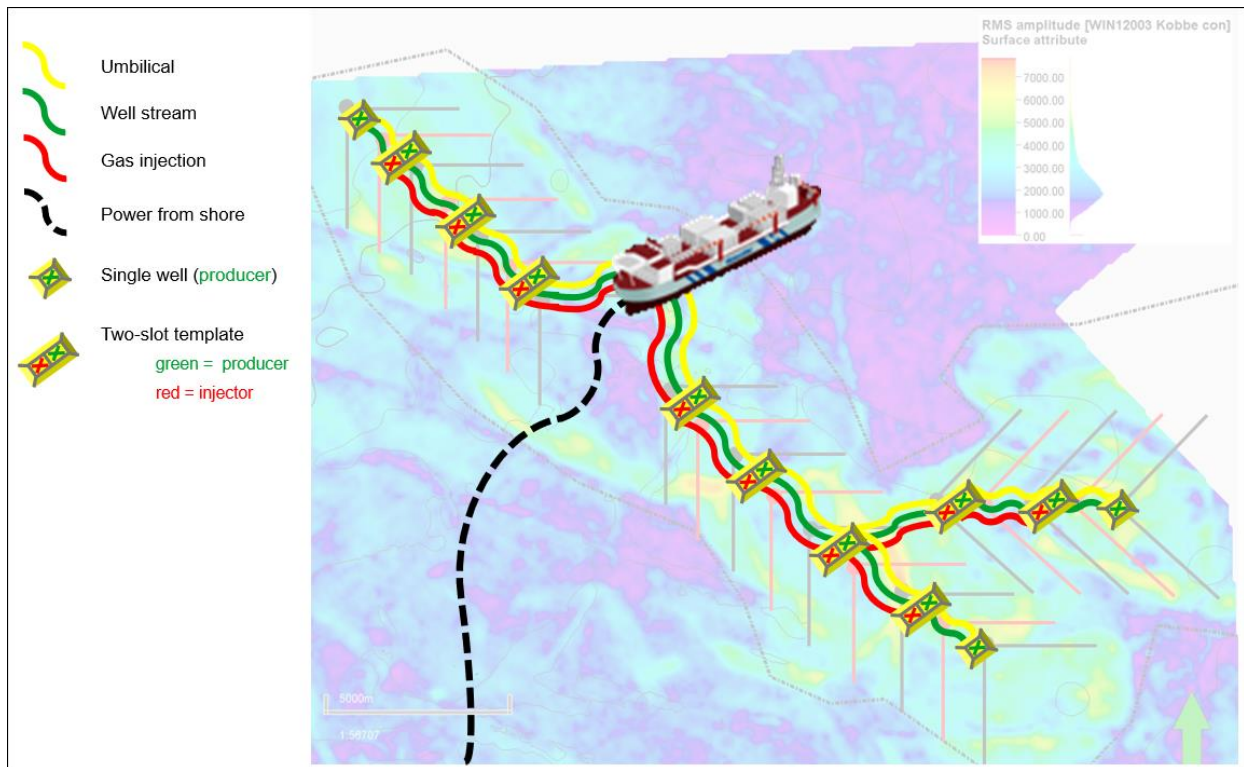 Umbilical
Well stream
Gas injection
Power from shore
Single well (producer)
Two-slot template
green = producer
red = injector
RMS amplitude [WIN12003 Kobbe con]
Surface attribute
7000.00
6000.00
5000.00
4000.00
3000.00
2000.00
1000.00
0.00
5000m
1:56707